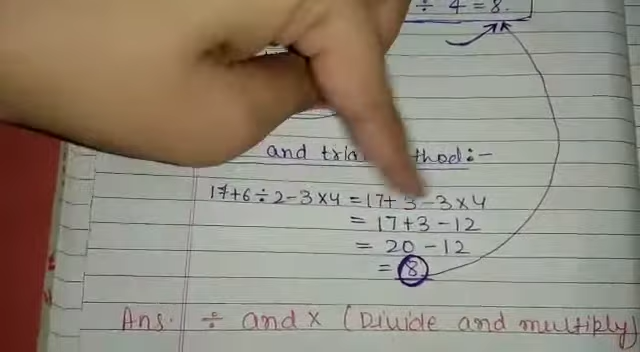 ÷ 4 = 8.
and trial method:-
17+6÷2-3×4 = 17+3-3×4
= 17+3-12
= 20-12
= 8
Ans. ÷ and × (Divide and multiply)